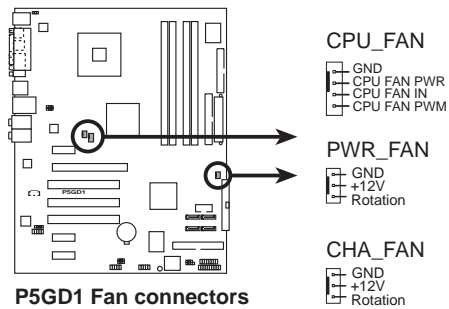 CPU_FAN
GND
CPU FAN PWR
CPU FAN IN
CPU FAN PWM
PWR_FAN
GND
+12V
Rotation
P5GD1
CHA_FAN
GND
+12V
Rotation
P5GD1 Fan connectors